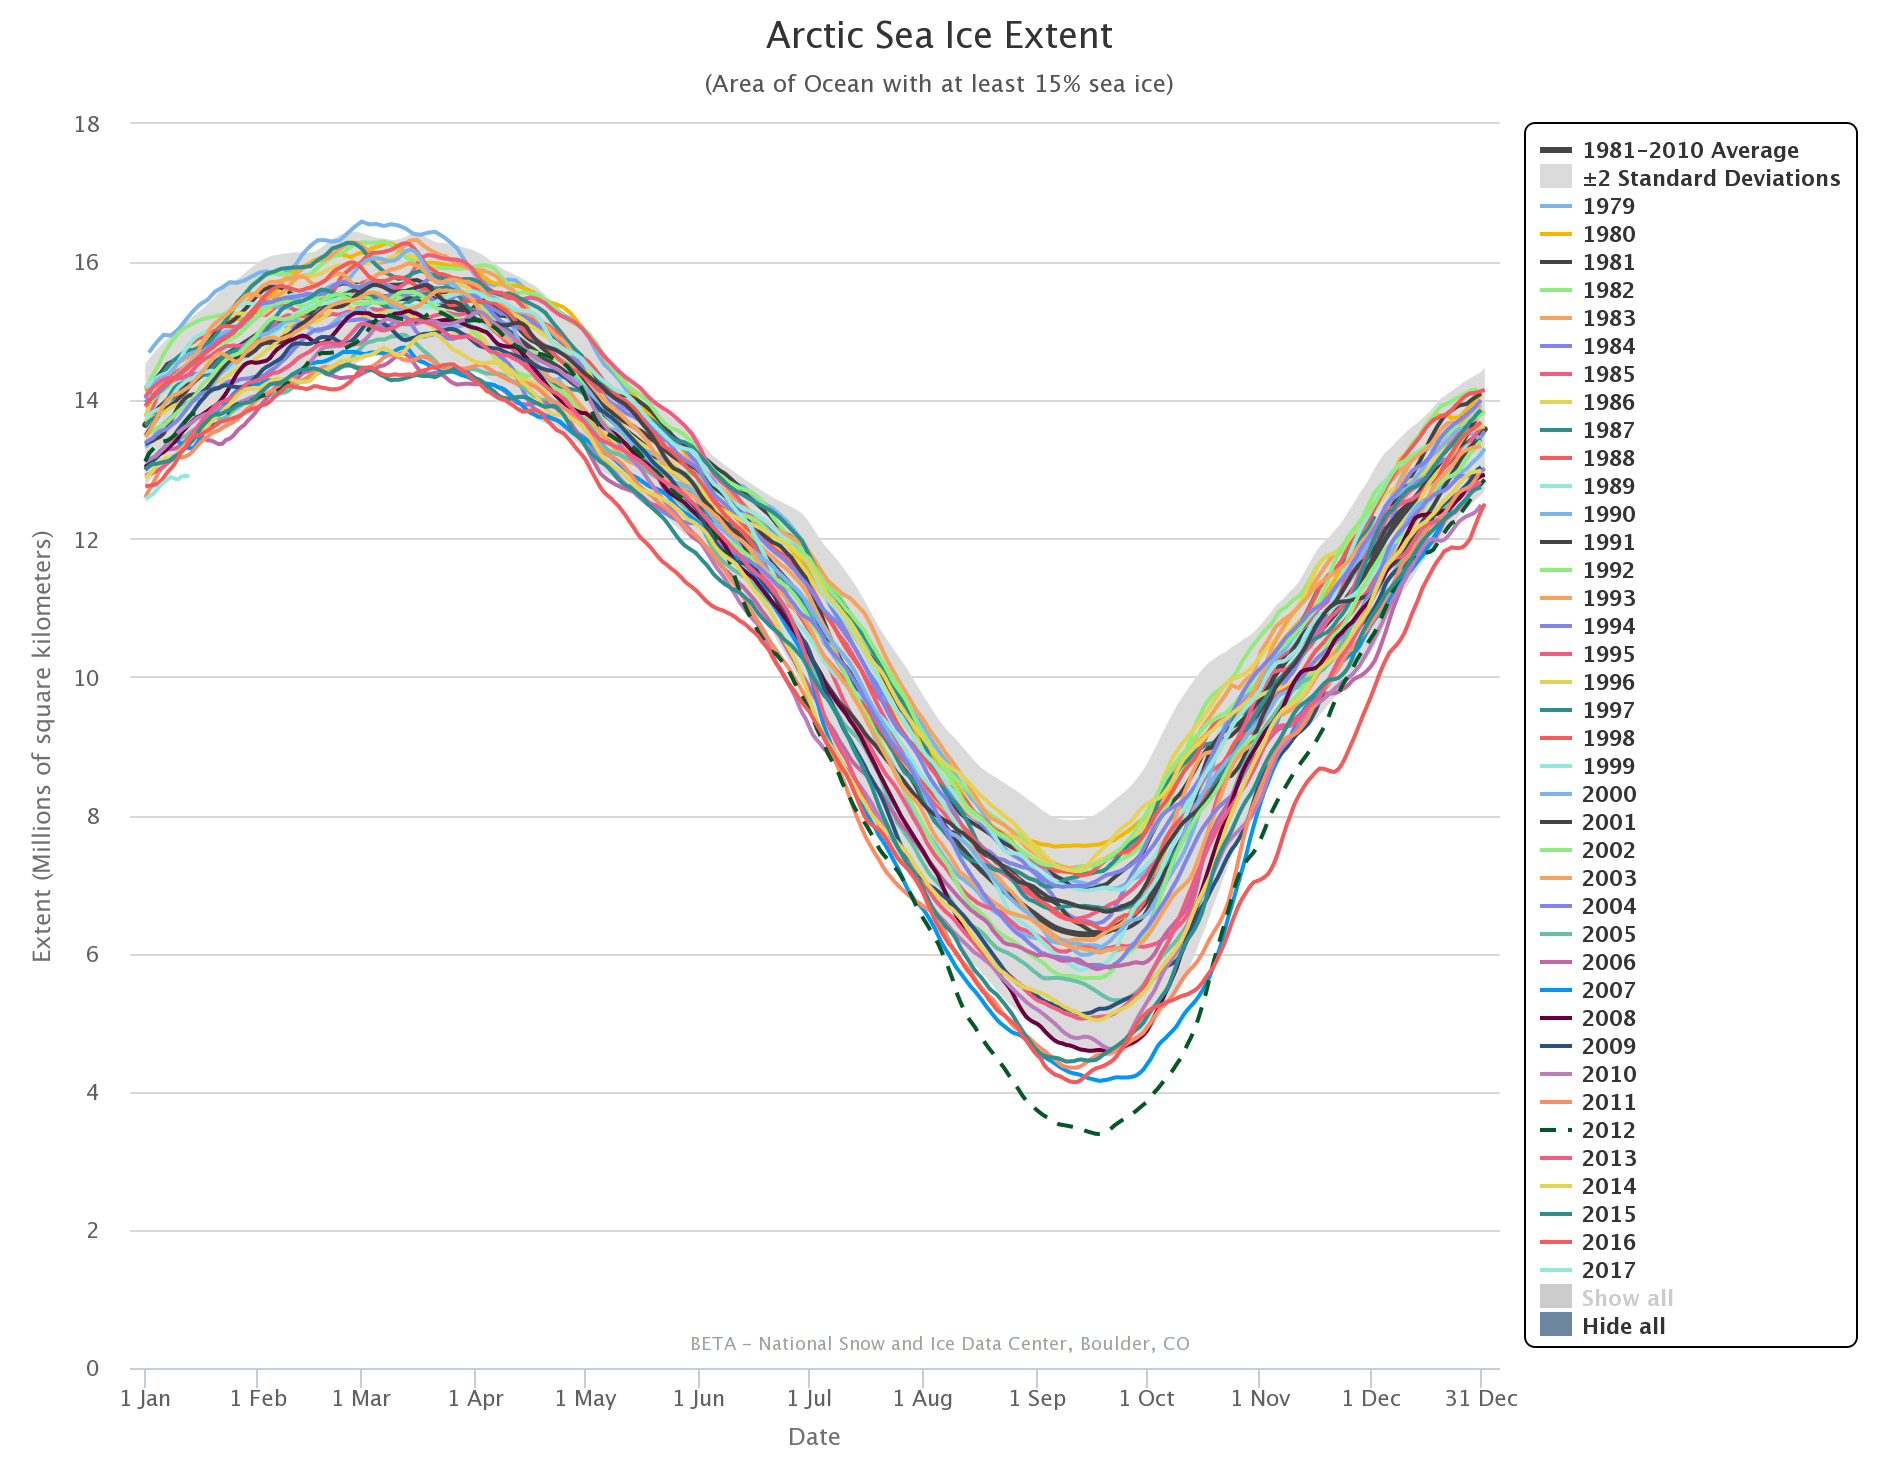 Arctic Sea Ice Extent
(Area of Ocean with at least 15% sea ice)
18
16
14
12
10
8
6
4
2
0
Extent (Millions of square kilometers)
1 Jan
1 Feb
1 Mar
1 Apr
1 May
1 Jun
1 Jul
1 Aug
1 Sep
1 Oct
1 Nov
1 Dec
31 Dec
Date
BETA – National Snow and Ice Data Center, Boulder, CO
1981–2010 Average
±2 Standard Deviations
1979
1980
1981
1982
1983
1984
1985
1986
1987
1988
1989
1990
1991
1992
1993
1994
1995
1996
1997
1998
1999
2000
2001
2002
2003
2004
2005
2006
2007
2008
2009
2010
2011
2012
2013
2014
2015
2016
2017
Show all
Hide all